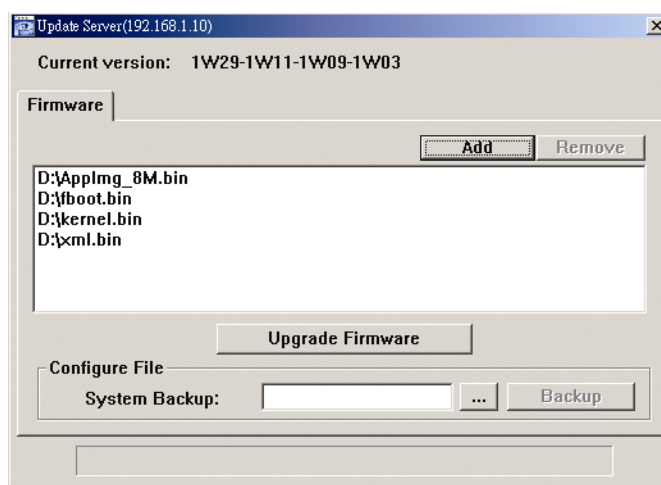 Update Server(192.168.1.10)
Current version: 1W29-1W11-1W09-1W03
Firmware
Add Remove
D:\AppImg_8M.bin
D:\fboot.bin
D:\kernel.bin
D:\xml.bin
Upgrade Firmware
Configure File
System Backup: ... Backup